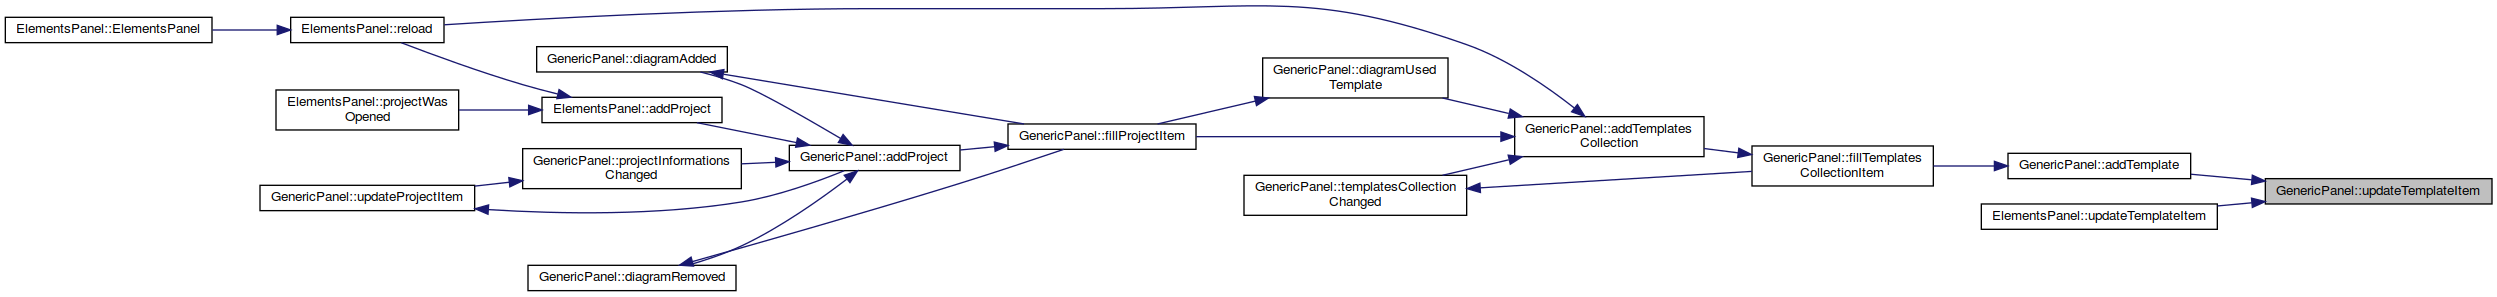 ElementsPanel::ElementsPanel
ElementsPanel::reload
GenericPanel::diagramAdded
ElementsPanel::projectWas
Opened
ElementsPanel::addProject
GenericPanel::projectInformations
Changed
GenericPanel::updateProjectItem
GenericPanel::diagramRemoved
GenericPanel::addProject
GenericPanel::fillProjectItem
GenericPanel::diagramUsed
Template
GenericPanel::templatesCollection
Changed
GenericPanel::addTemplates
Collection
GenericPanel::fillTemplates
CollectionItem
GenericPanel::addTemplate
ElementsPanel::updateTemplateItem
GenericPanel::updateTemplateItem